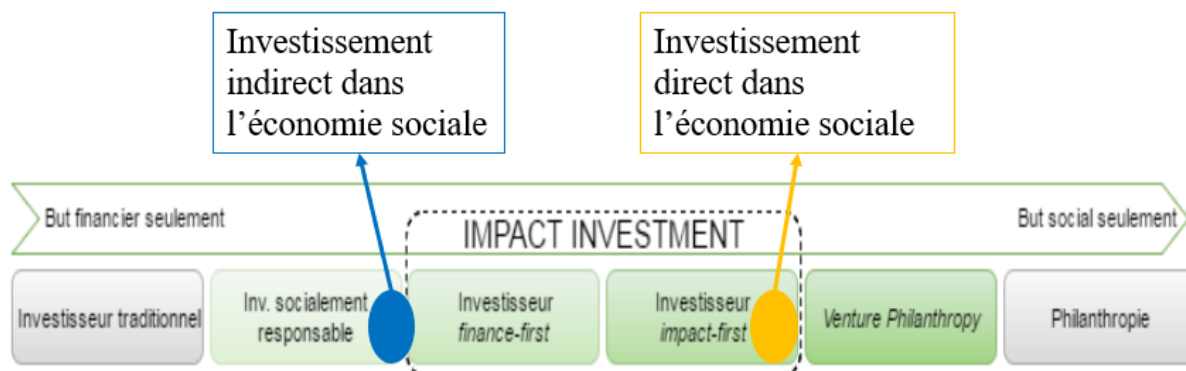 Investissement
indirect dans
l’économie sociale
Investissement
direct dans
l’économie sociale
But financier seulement
IMPACT INVESTMENT
But social seulement
Investisseur traditionnel
Inv. socialement
responsable
Investisseur
finance-first
Investisseur
impact-first
Venture Philanthropy
Philanthropie